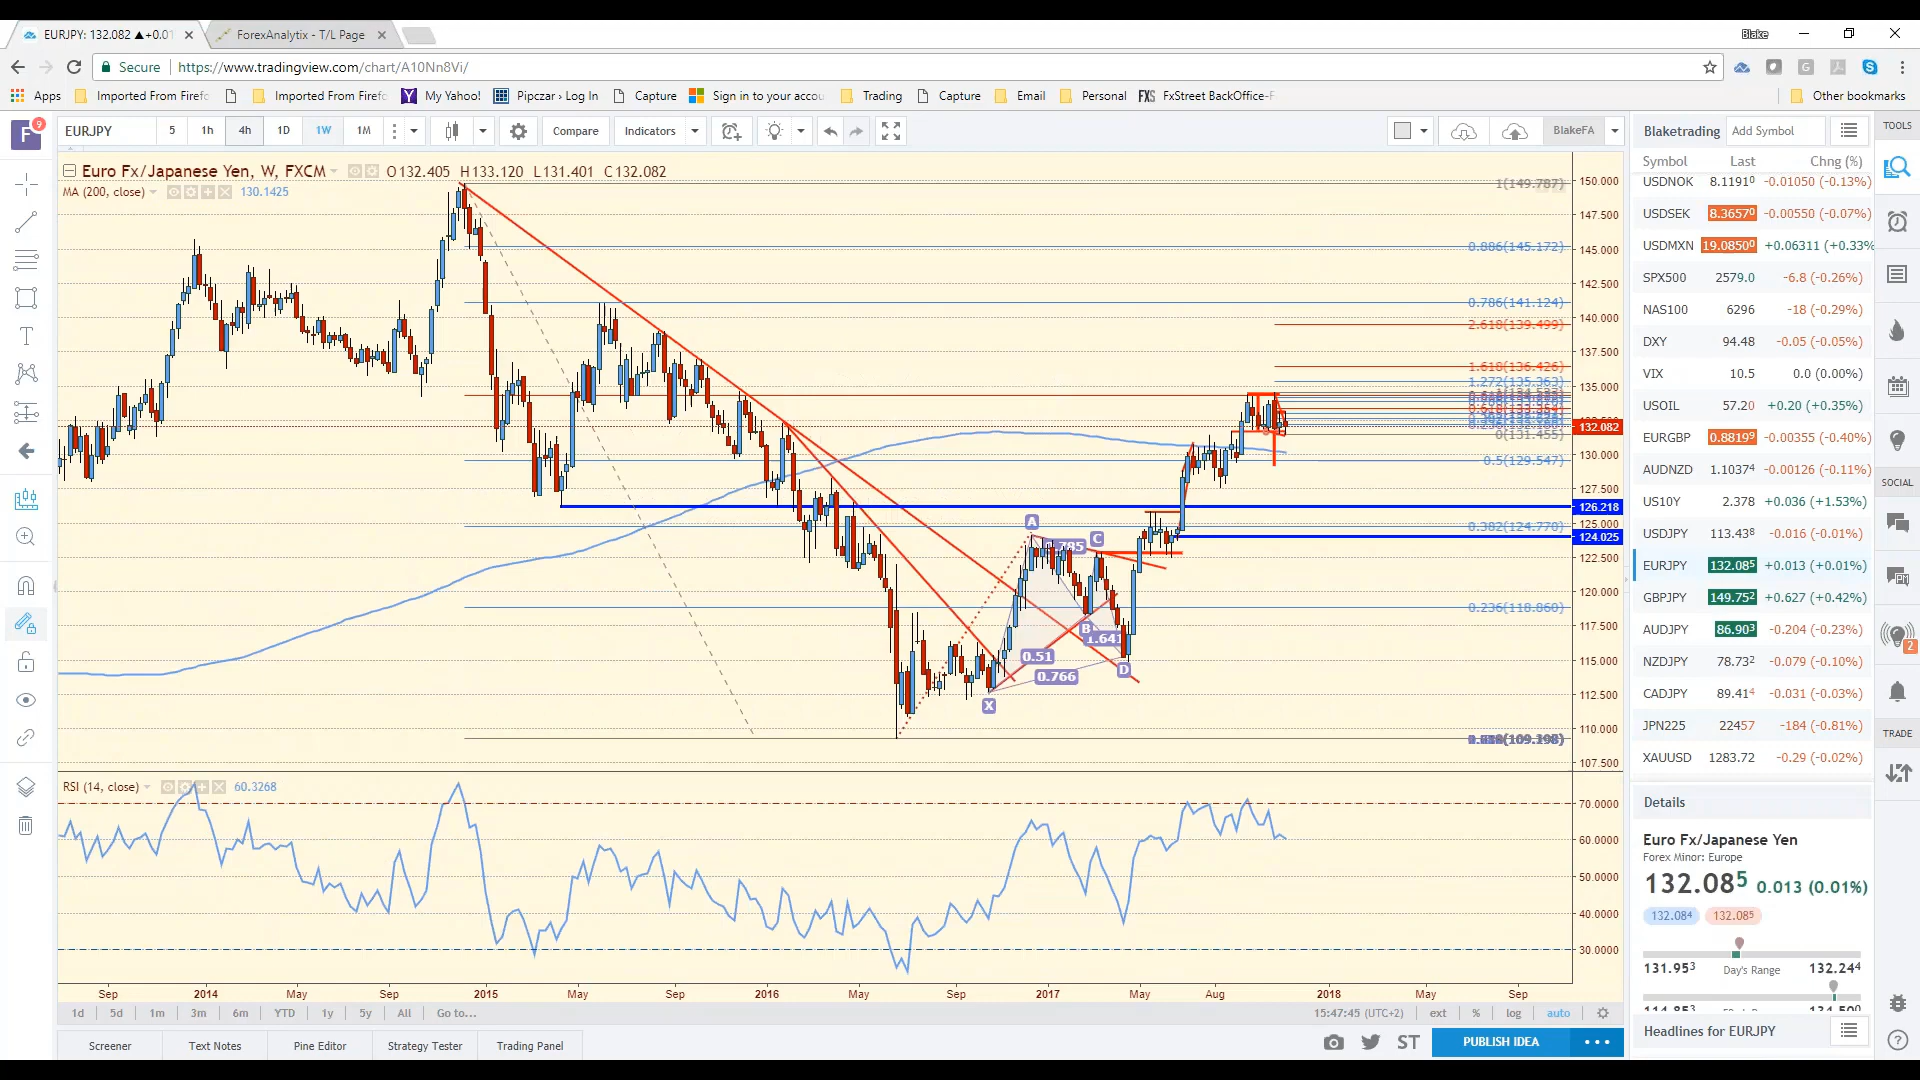 EURJPY: 132.082 ▲+0.01
ForexAnalytix - T/L Page
Blake
Secure | https://www.tradingview.com/chart/A10Nn8Vi/
Apps Imported From Firefo Imported From Firefo My Yahoo! Pipczar › Log In Capture Sign in to your accou Trading Capture Email Personal FXS FxStreet BackOffice-F Other bookmarks
F 9 EURJPY 5 1h 4h 1D 1W 1M Compare Indicators BlakeFA
Blaketrading Add Symbol TOOLS
Euro Fx/Japanese Yen, W, FXCM O132.405 H133.120 L131.401 C132.082
MA (200, close) 130.1425
1(149.787)
0.886(145.172)
0.786(141.124)
2.618(139.499)
1.618(136.426)
1.272(135.363)
0(131.455)
0.5(129.547)
0.382(124.770)
0.236(118.860)
A
C
B
1.641
0.51
D
0.766
X
150.000
147.500
145.000
142.500
140.000
137.500
135.000
132.082
130.000
127.500
126.218
125.000
124.025
122.500
120.000
117.500
115.000
112.500
110.000
107.500
RSI (14, close) 60.3268
70.0000
60.0000
50.0000
40.0000
30.0000
Sep 2014 May Sep 2015 May Sep 2016 May Sep 2017 May Aug 2018 May Sep
1d 5d 1m 3m 6m YTD 1y 5y All Go to... 15:47:45 (UTC+2) ext % log auto
Screener Text Notes Pine Editor Strategy Tester Trading Panel ST PUBLISH IDEA
Symbol Last Chng (%)
USDNOK 8.1191⁰ -0.01050 (-0.13%)
USDSEK 8.3657⁰ -0.00550 (-0.07%)
USDMXN 19.0850⁰ +0.06311 (+0.33%
SPX500 2579.0 -6.8 (-0.26%)
NAS100 6296 -18 (-0.29%)
DXY 94.48 -0.05 (-0.05%)
VIX 10.5 0.0 (0.00%)
USOIL 57.20 +0.20 (+0.35%)
EURGBP 0.8819⁹ -0.00355 (-0.40%)
AUDNZD 1.1037⁴ -0.00126 (-0.11%)
US10Y 2.378 +0.036 (+1.53%)
USDJPY 113.43⁸ -0.016 (-0.01%)
EURJPY 132.08⁵ +0.013 (+0.01%)
GBPJPY 149.75² +0.627 (+0.42%)
AUDJPY 86.90³ -0.204 (-0.23%)
NZDJPY 78.73² -0.079 (-0.10%)
CADJPY 89.41⁴ -0.031 (-0.03%)
JPN225 22457 -184 (-0.81%)
XAUUSD 1283.72 -0.29 (-0.02%)
SOCIAL
2
TRADE
Details
Euro Fx/Japanese Yen
Forex Minor: Europe
132.08⁵ 0.013 (0.01%)
132.08⁴ 132.08⁵
131.95³ Day's Range 132.24⁴
Headlines for EURJPY